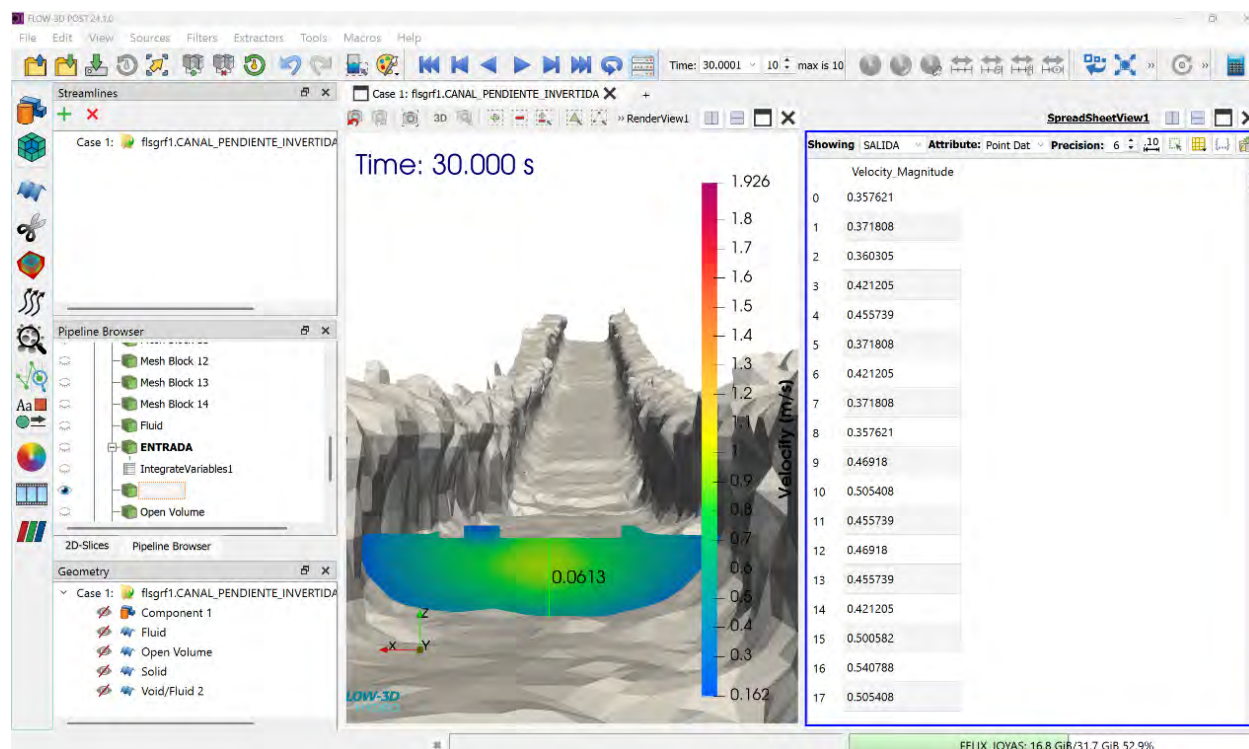 FLOW-3D POST 24.1.0
File Edit View Sources Filters Extractors Tools Macros Help
Time: 30.0001 10 max is 10
Streamlines
Case 1: flsgrf1.CANAL_PENDIENTE_INVERTIDA
Pipeline Browser
Mesh Block 12
Mesh Block 13
Mesh Block 14
Fluid
ENTRADA
IntegrateVariables1
Open Volume
2D-Slices Pipeline Browser
Geometry
Case 1: flsgrf1.CANAL_PENDIENTE_INVERTIDA
Component 1
Fluid
Open Volume
Solid
Void/Fluid 2
Case 1: flsgrf1.CANAL_PENDIENTE_INVERTIDA
3D » RenderView1
Time: 30.000 s
1.926
1.8
1.7
1.6
1.5
1.4
1.3
1.2
1.1
1
0.9
0.8
0.7
0.6
0.5
0.4
0.3
0.162
Velocity (m/s)
0.0613
Z
X Y
LOW-3D
SpreadSheetView1
Showing SALIDA Attribute: Point Dat Precision: 6
Velocity_Magnitude
0 0.357621
1 0.371808
2 0.360305
3 0.421205
4 0.455739
5 0.371808
6 0.421205
7 0.371808
8 0.357621
9 0.46918
10 0.505408
11 0.455739
12 0.46918
13 0.455739
14 0.421205
15 0.500582
16 0.540788
17 0.505408
FELIX_JOYAS: 16.8 GiB/31.7 GiB 52.9%